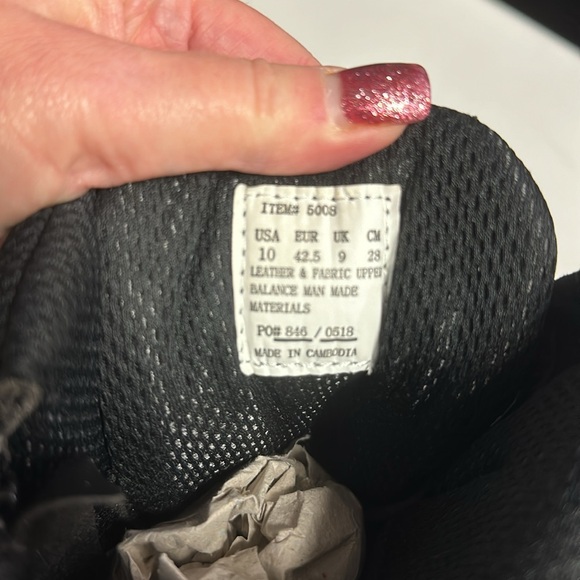 ITEM# 5008
USA EUR UK CM
10 42.5 9 28
LEATHER & FABRIC UPPER
BALANCE MAN MADE
MATERIALS
PO# 846 / 0518
MADE IN CAMBODIA